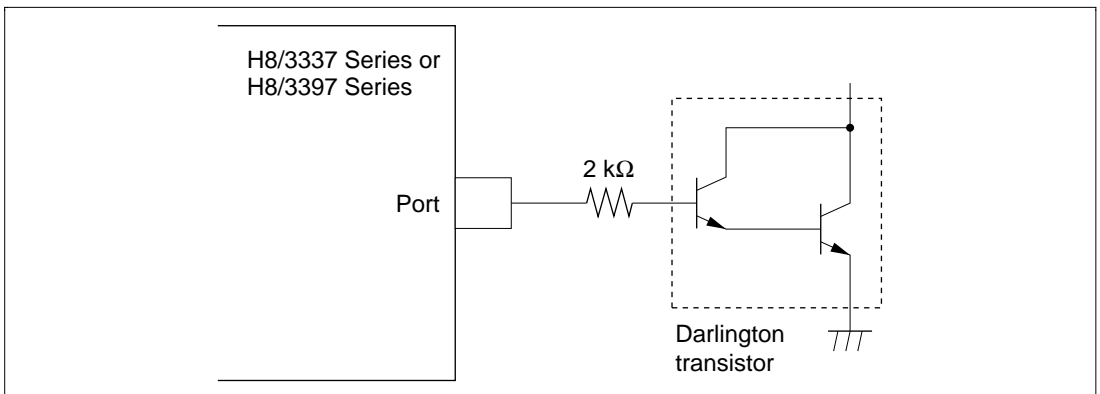 H8/3337 Series or
H8/3397 Series
Port
2 kΩ
Darlington
transistor